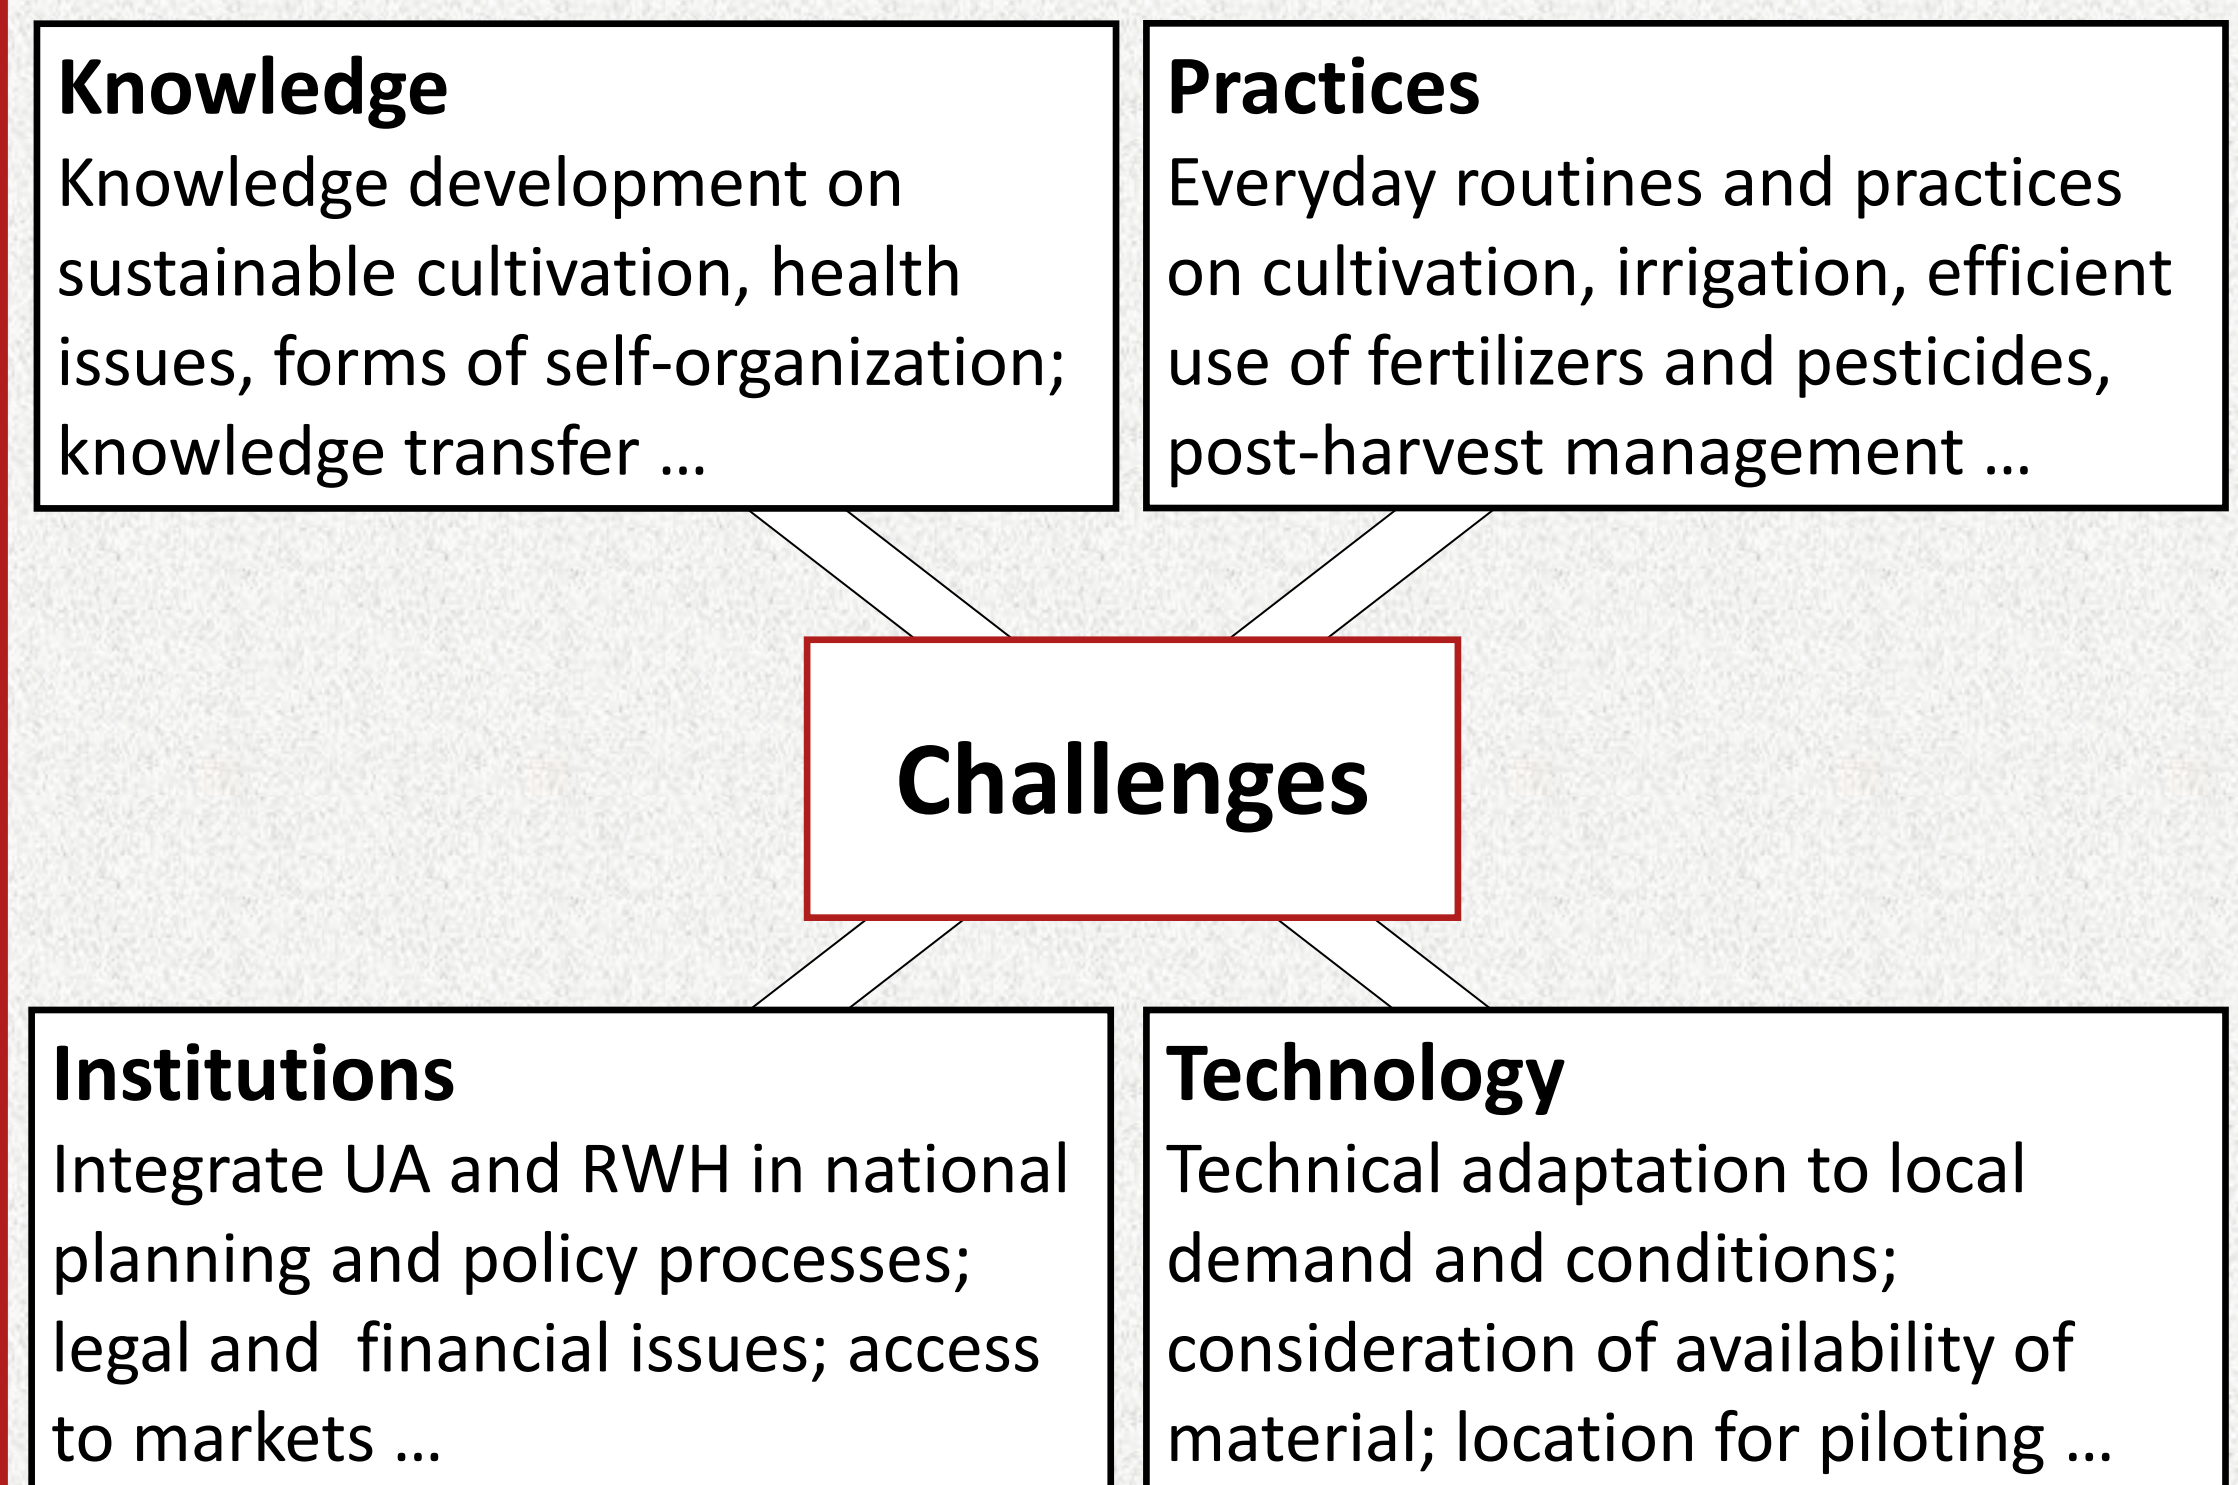 Knowledge
Knowledge development on
sustainable cultivation, health
issues, forms of self-organization;
knowledge transfer ...
Practices
Everyday routines and practices
on cultivation, irrigation, efficient
use of fertilizers and pesticides,
post-harvest management ...
Challenges
Institutions
Integrate UA and RWH in national
planning and policy processes;
legal and  financial issues; access
to markets ...
Technology
Technical adaptation to local
demand and conditions;
consideration of availability of
material; location for piloting ...